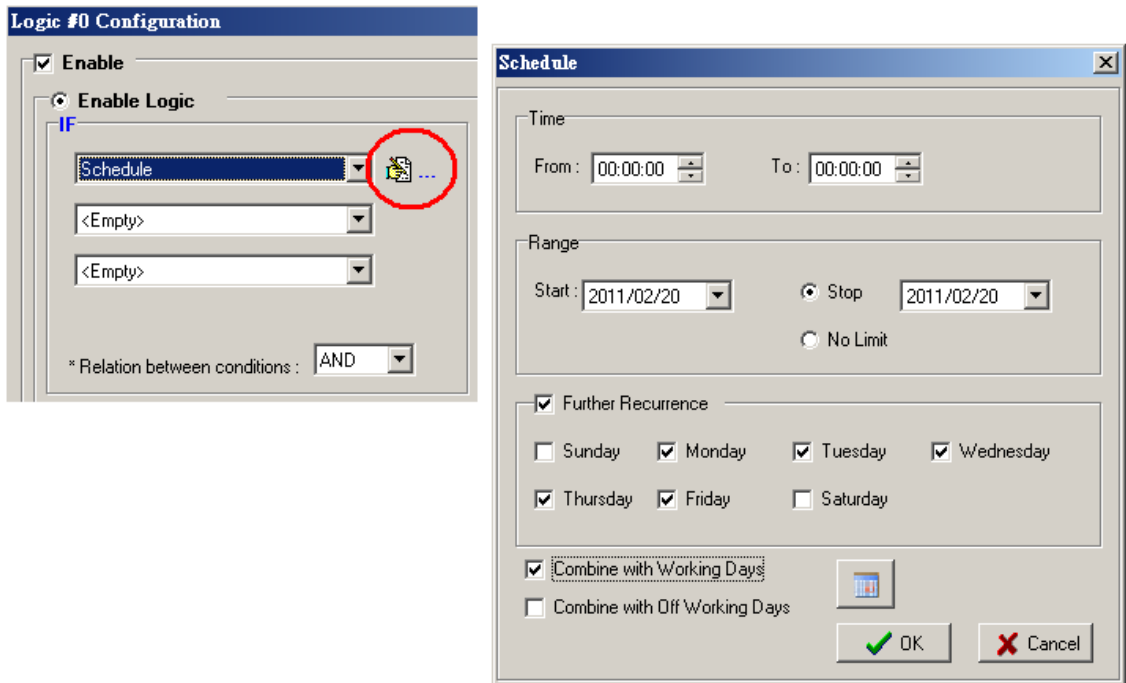 Logic #0 Configuration
Enable
Enable Logic
IF
Schedule
...
<Empty>
<Empty>
* Relation between conditions : AND
Schedule
Time
From : 00:00:00 To : 00:00:00
Range
Start : 2011/02/20 Stop 2011/02/20
No Limit
Further Recurrence
Sunday Monday Tuesday Wednesday
Thursday Friday Saturday
Combine with Working Days
Combine with Off Working Days
OK Cancel